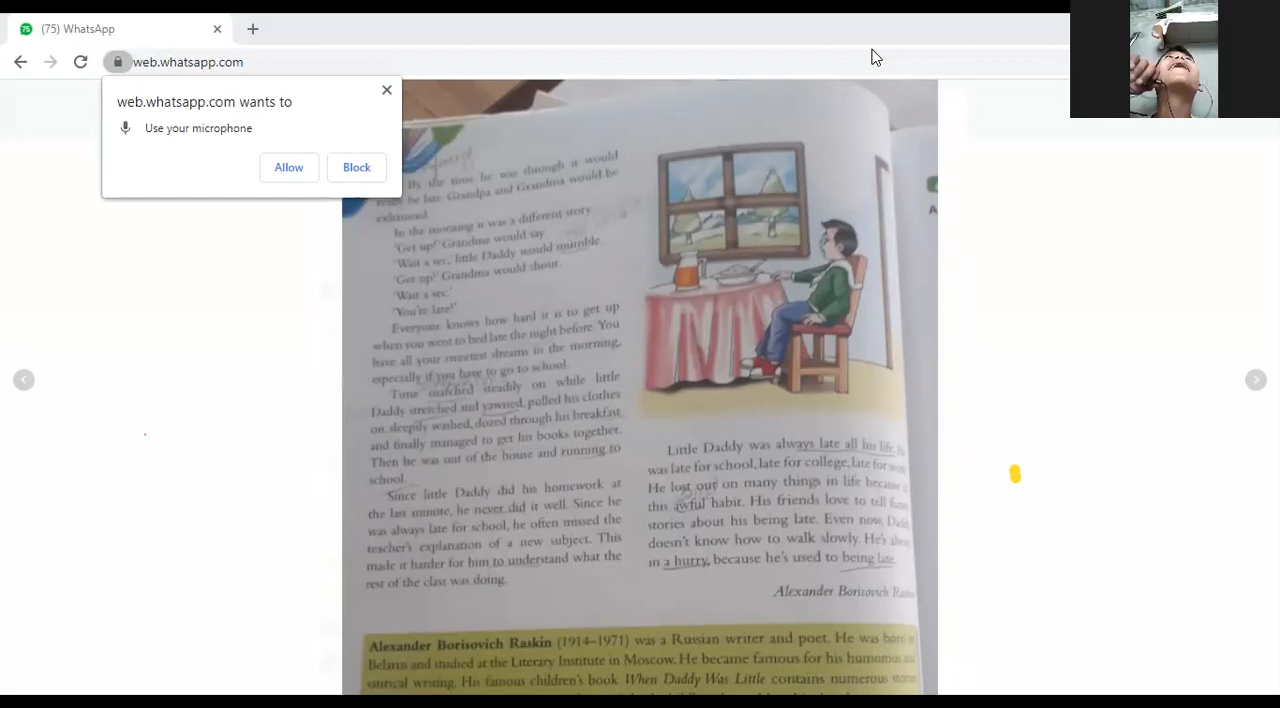 (75) WhatsApp
web.whatsapp.com
web.whatsapp.com wants to
Use your microphone
Allow
Block
By the time he was through it would
really be late. Grandpa and Grandma would be
exhausted.
In the morning it was a different story.
'Get up!' Grandma would say.
'Wait a sec,' little Daddy would mumble.
'Get up!' Grandma would shout.
'Wait a sec.'
'You're late!'
Everyone knows how hard it is to get up
when you went to bed late the night before. You
have all your sweetest dreams in the morning,
especially if you have to go to school.
Time marched steadily on while little
Daddy stretched and yawned, pulled his clothes
on, sleepily washed, dozed through his breakfast,
and finally managed to get his books together.
Then he was out of the house and running to
school.
Since little Daddy did his homework at
the last minute, he never did it well. Since he
was always late for school, he often missed the
teacher's explanation of a new subject. This
made it harder for him to understand what the
rest of the class was doing.
A
Little Daddy was always late all his life.
was late for school, late for college, late for
He lost out on many things in life because
this awful habit. His friends love to tell
stories about his being late. Even now,
doesn't know how to walk slowly. He's
in a hurry, because he's used to being late.
Alexander Borisovich
Alexander Borisovich Raskin (1914–1971) was a Russian writer and poet. He was born
Belarus and studied at the Literary Institute in Moscow. He became famous for his humorous
satirical writing. His famous children's book When Daddy Was Little contains numerous